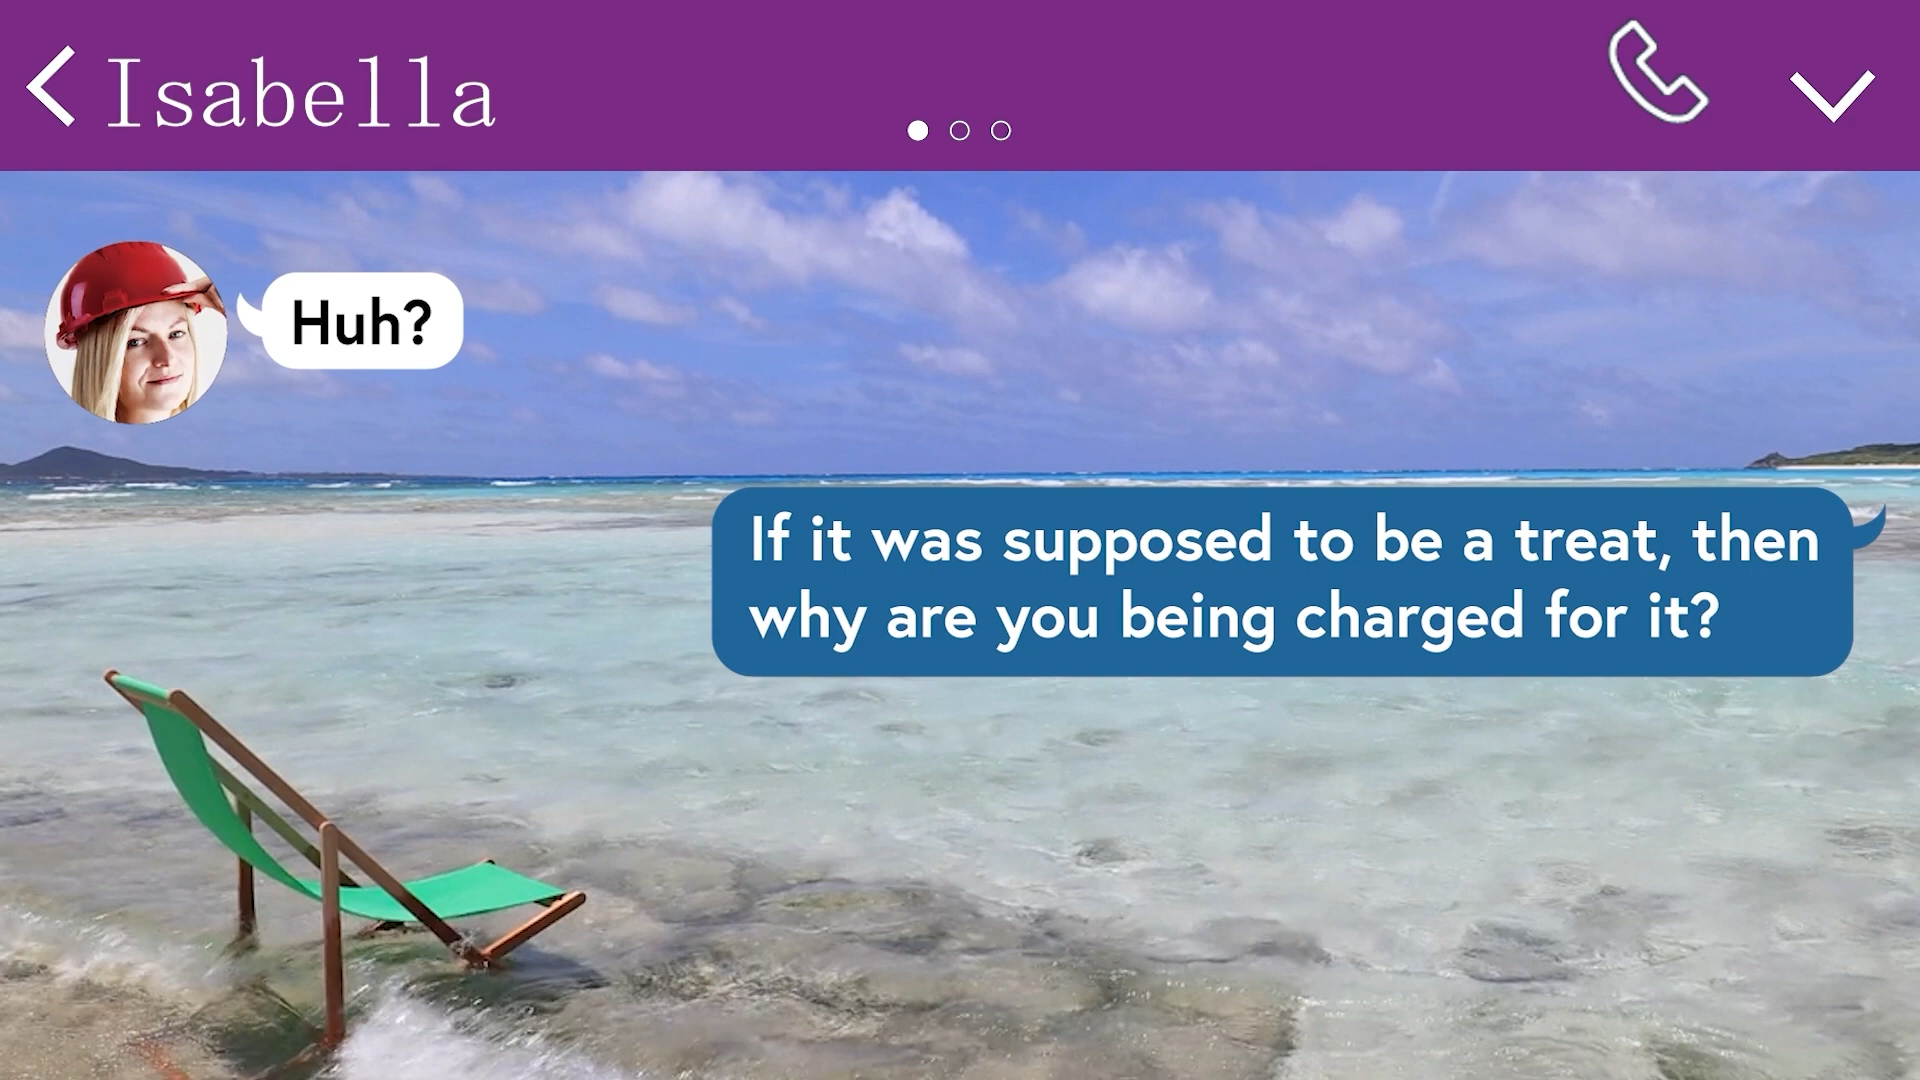 Isabella
Huh?
If it was supposed to be a treat, then
why are you being charged for it?